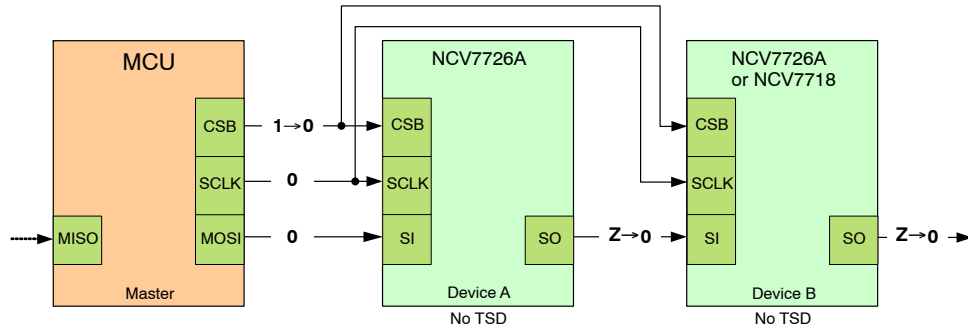 MCU
CSB
SCLK
MOSI
MISO
Master
1→0
0
0
NCV7726A
CSB
SCLK
SI
SO
Device A
No TSD
Z→0
NCV7726A
or NCV7718
CSB
SCLK
SI
SO
Device B
No TSD
Z→0